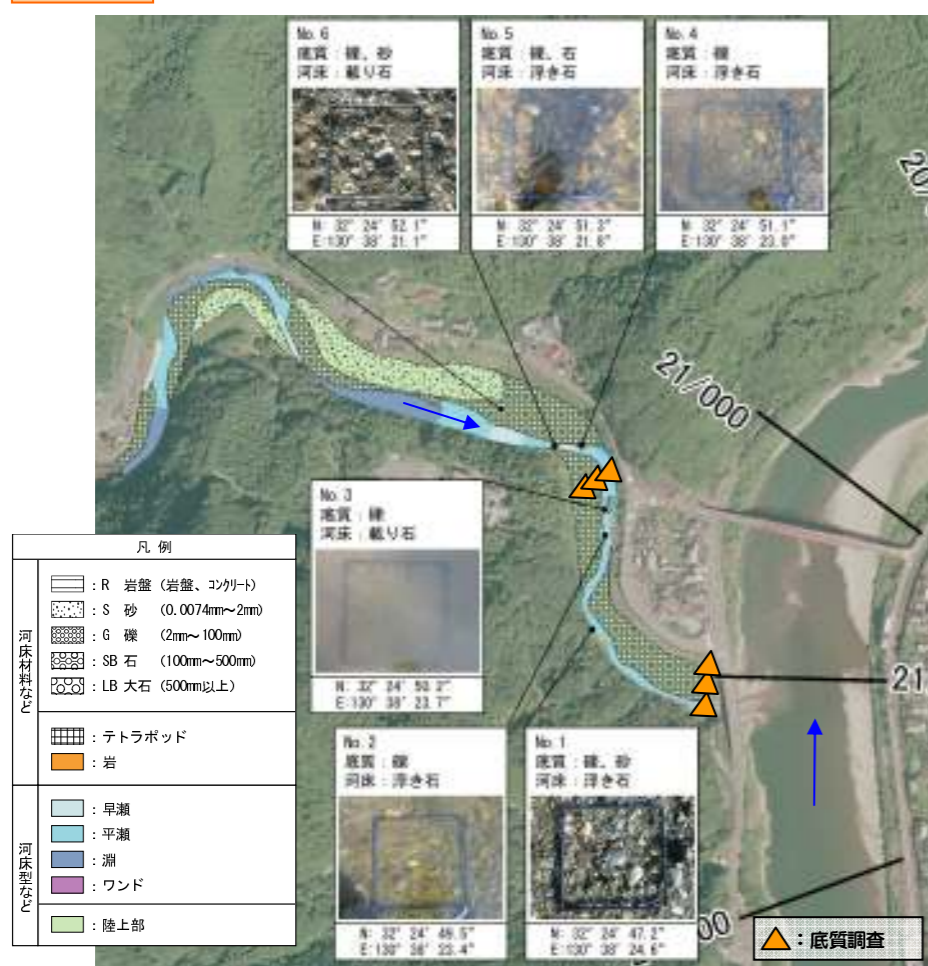 No.6
底質：礫、砂
河床：載り石
N: 32° 24' 52.1"
E:130° 38' 21.1"
No.5
底質：礫、石
河床：浮き石
N: 32° 24' 51.3"
E:130° 38' 21.8"
No.4
底質：礫
河床：浮き石
N: 32° 24' 51.1"
E:130° 38' 23.0"
20/
21/000
No.3
底質：礫
河床：載り石
N: 32° 24' 50.2"
E:130° 38' 23.7"
21
凡 例
河床材料など
：R 岩盤（岩盤、コンクリート）
：S 砂 （0.0074mm～2mm）
：G 礫 （2mm～100mm）
：SB 石 （100mm～500mm）
：LB 大石（500mm以上）
：テトラポッド
：岩
河床型など
：早瀬
：平瀬
：淵
：ワンド
：陸上部
No.2
底質：礫
河床：浮き石
N: 32° 24' 49.5"
E:130° 38' 23.4"
No.1
底質：礫、砂
河床：浮き石
N: 32° 24' 47.2"
E:130° 38' 24.6"
00
：底質調査